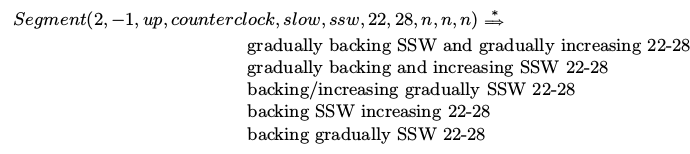 Segment(2, −1, up, counterclock, slow, ssw, 22, 28, n, n, n) ⇒*
gradually backing SSW and gradually increasing 22-28
gradually backing and increasing SSW 22-28
backing/increasing gradually SSW 22-28
backing SSW increasing 22-28
backing gradually SSW 22-28